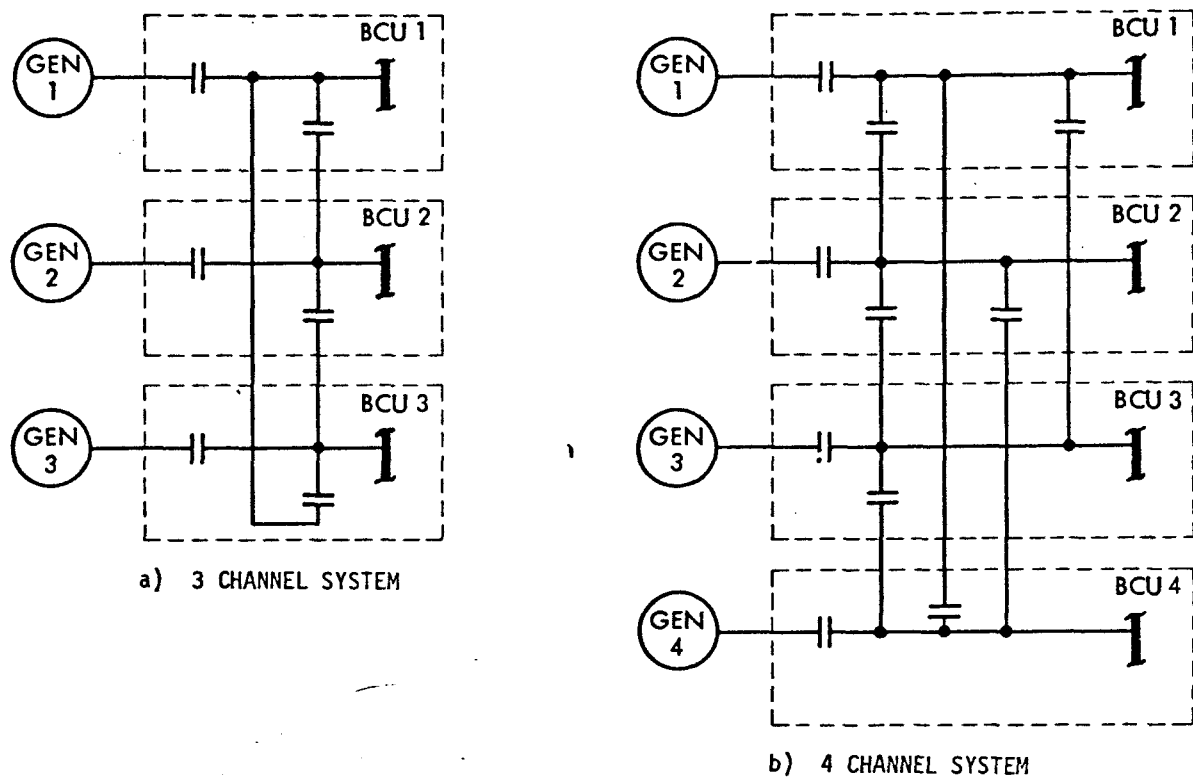 BCU 1
GEN
1
BCU 2
GEN
2
BCU 3
GEN
3
a) 3 CHANNEL SYSTEM
BCU 1
GEN
1
BCU 2
GEN
2
BCU 3
GEN
3
BCU 4
GEN
4
b) 4 CHANNEL SYSTEM